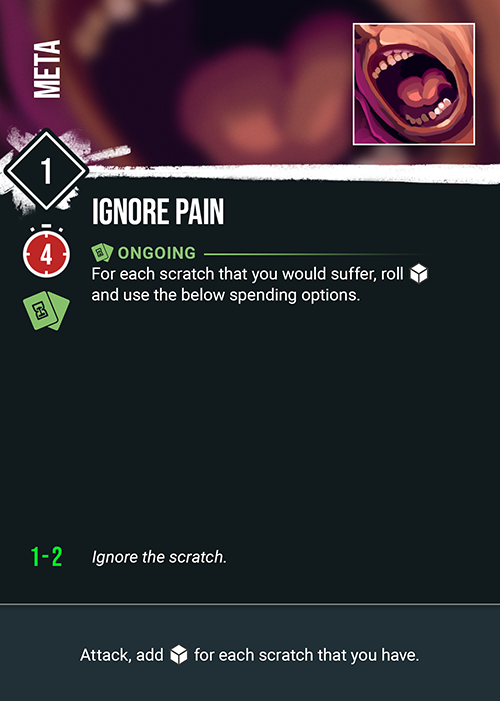 META
1
IGNORE PAIN
4
ONGOING
For each scratch that you would suffer, roll
and use the below spending options.
1-2
Ignore the scratch.
Attack, add for each scratch that you have.